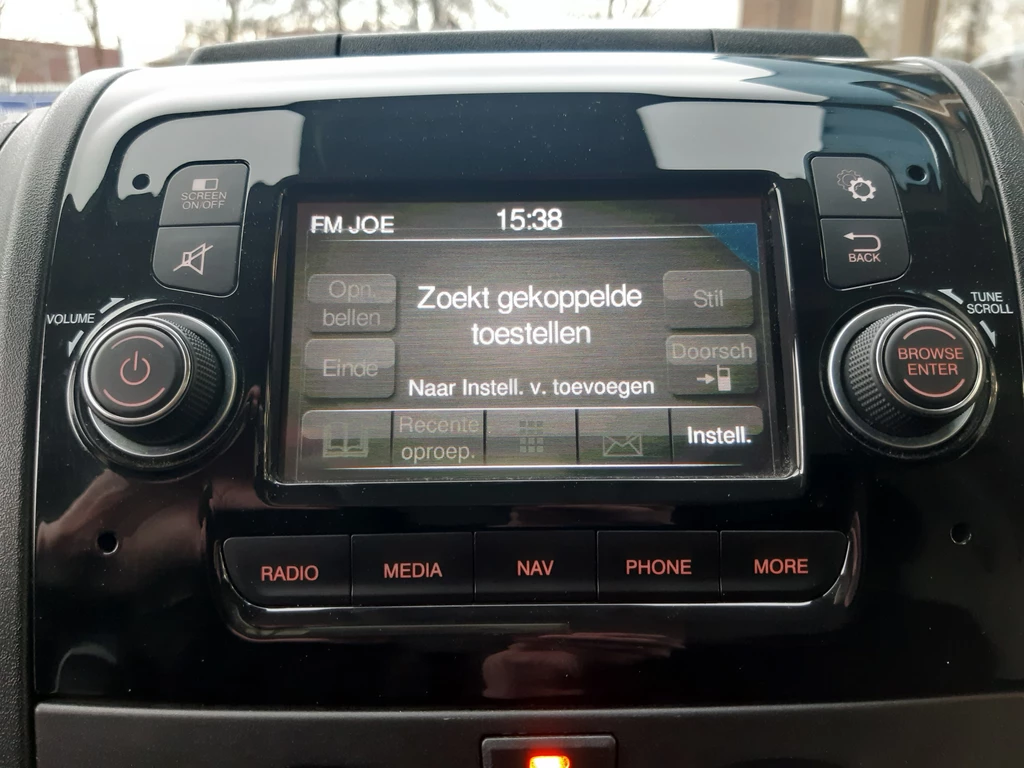 SCREEN
ON/OFF
FM JOE
15:38
BACK
Opn.
bellen
Zoekt gekoppelde
toestellen
Stil
VOLUME
TUNE
SCROLL
Einde
Doorsch
BROWSE
ENTER
Naar Instell. v. toevoegen
Recente
oproep.
Instell.
RADIO
MEDIA
NAV
PHONE
MORE